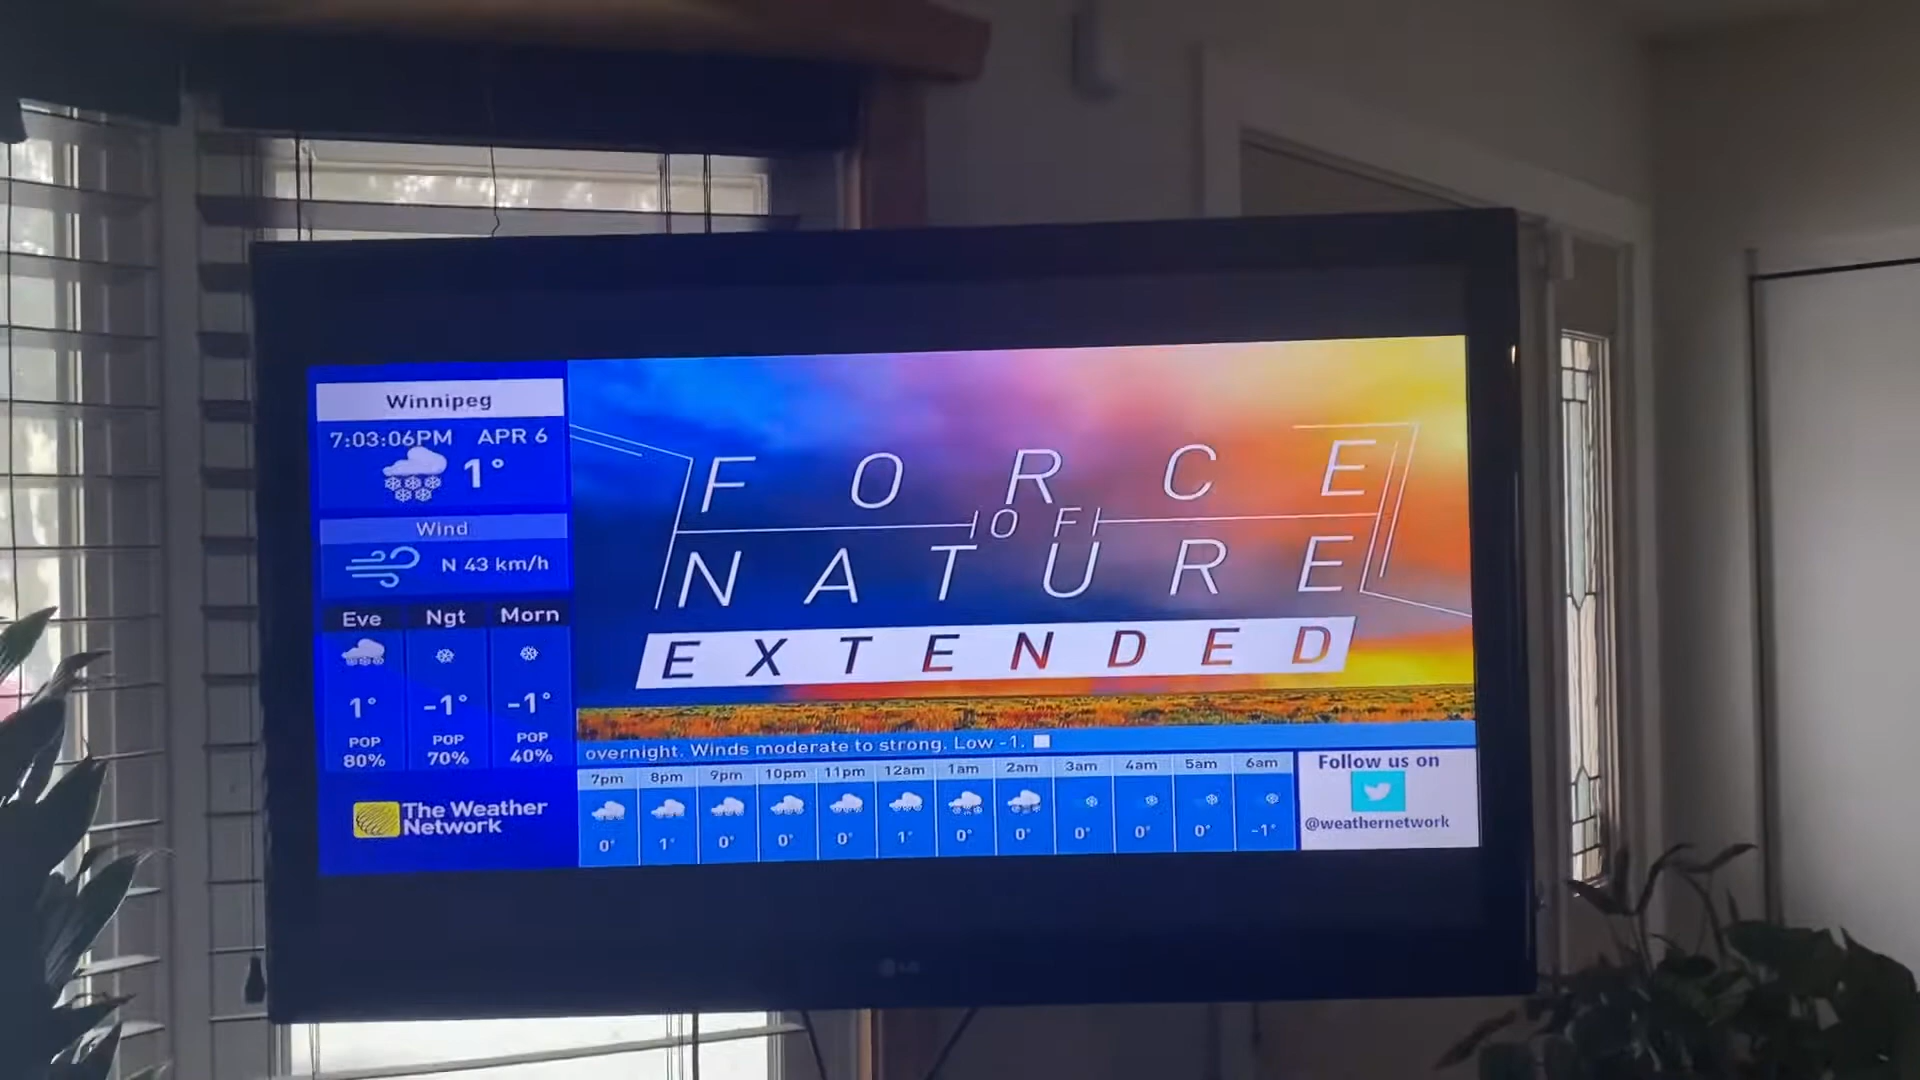 Winnipeg
7:03:06PM APR 6
1°
Wind
N 43 km/h
Eve Ngt Morn
1° -1° -1°
POP POP POP
80% 70% 40%
The Weather
Network
FORCE
OF
NATURE
EXTENDED
overnight. Winds moderate to strong. Low -1.
7pm 8pm 9pm 10pm 11pm 12am 1am 2am 3am 4am 5am 6am
0° 1° 0° 0° 0° 1° 0° 0° 0° 0° 0° -1°
Follow us on
@weathernetwork
LG